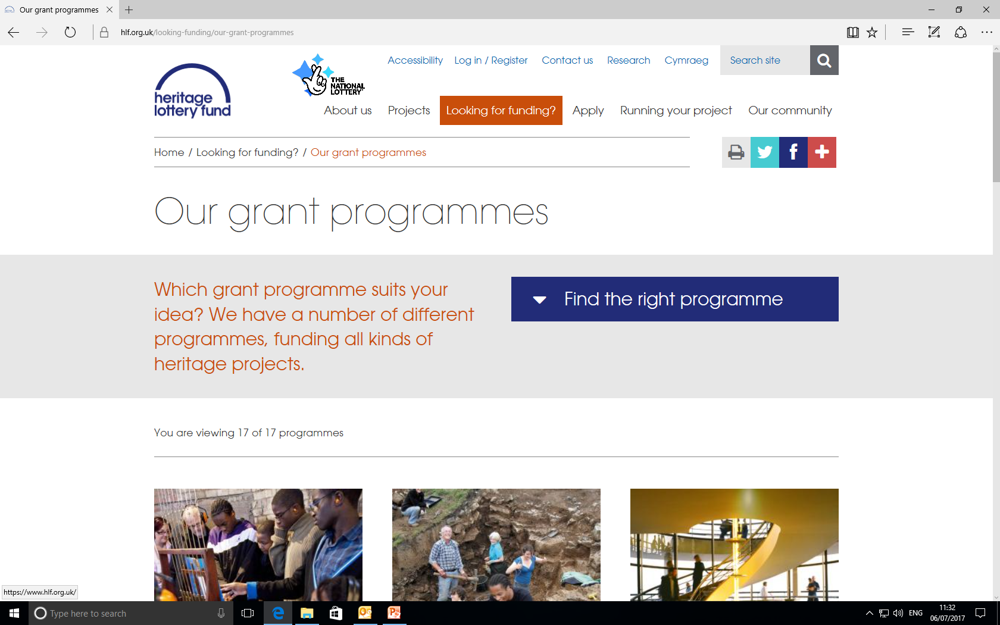 Our grant programmes
hlf.org.uk/looking-funding/our-grant-programmes
Accessibility Log in / Register Contact us Research Cymraeg Search site
heritage
lottery fund
THE
NATIONAL
LOTTERY
About us Projects Looking for funding? Apply Running your project Our community
Home / Looking for funding? / Our grant programmes
Our grant programmes
Which grant programme suits your
idea? We have a number of different
programmes, funding all kinds of
heritage projects.
Find the right programme
You are viewing 17 of 17 programmes
https://www.hlf.org.uk/
Type here to search
ENG
11:32
06/07/2017